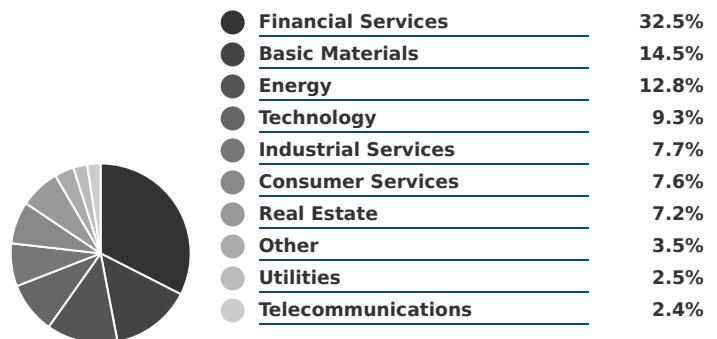 Financial Services 32.5%
Basic Materials 14.5%
Energy 12.8%
Technology 9.3%
Industrial Services 7.7%
Consumer Services 7.6%
Real Estate 7.2%
Other 3.5%
Utilities 2.5%
Telecommunications 2.4%